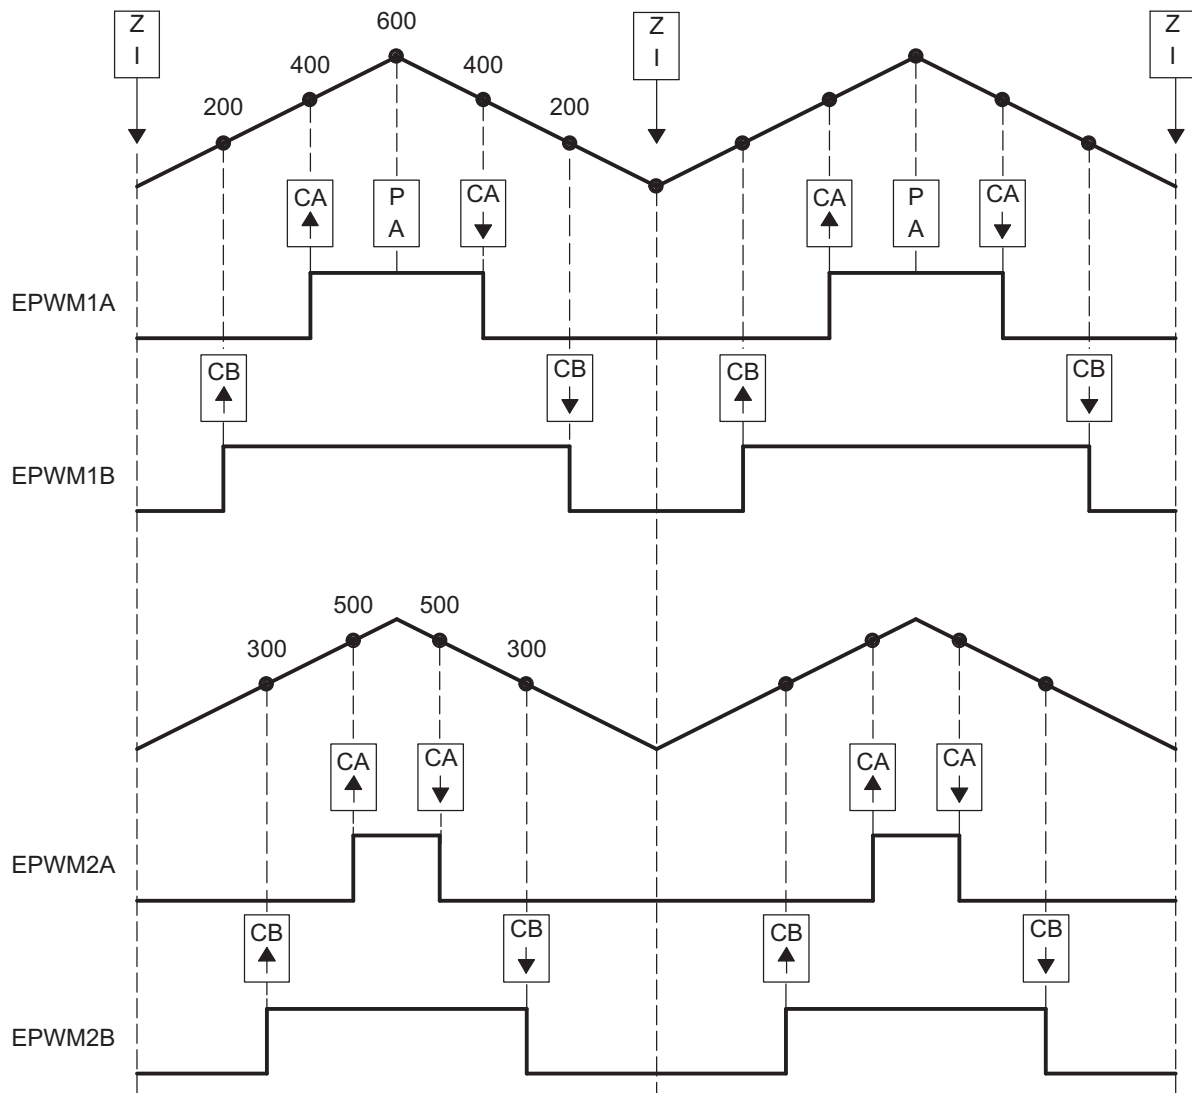 Z Z Z
I I I
600
400 400
200 200
CA P CA CA P CA
A A
EPWM1A
CB CB CB CB
EPWM1B
500 500
300 300
CA CA CA CA
EPWM2A
CB CB CB CB
EPWM2B